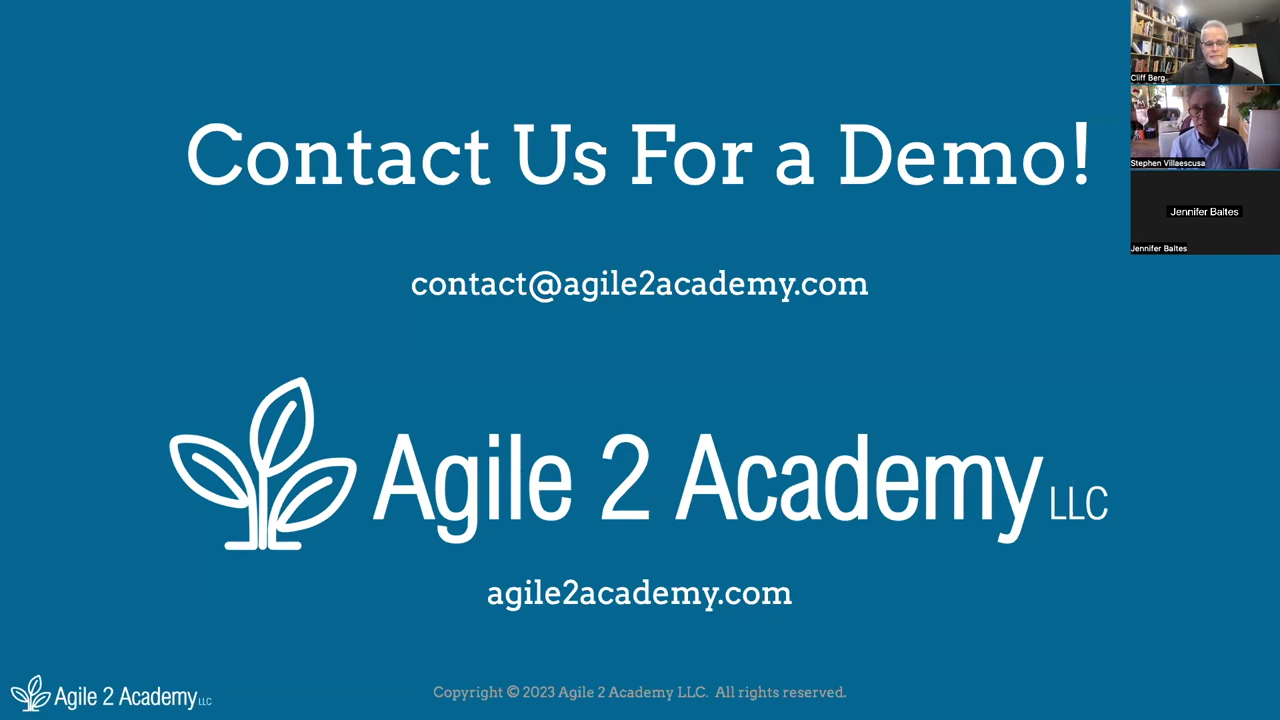 Contact Us For a Demo!
contact@agile2academy.com
Agile 2 Academy LLC
agile2academy.com
Agile 2 Academy LLC
Copyright © 2023 Agile 2 Academy LLC. All rights reserved.
Cliff Berg
Stephen Villaescusa
Jennifer Baltes
Jennifer Baltes